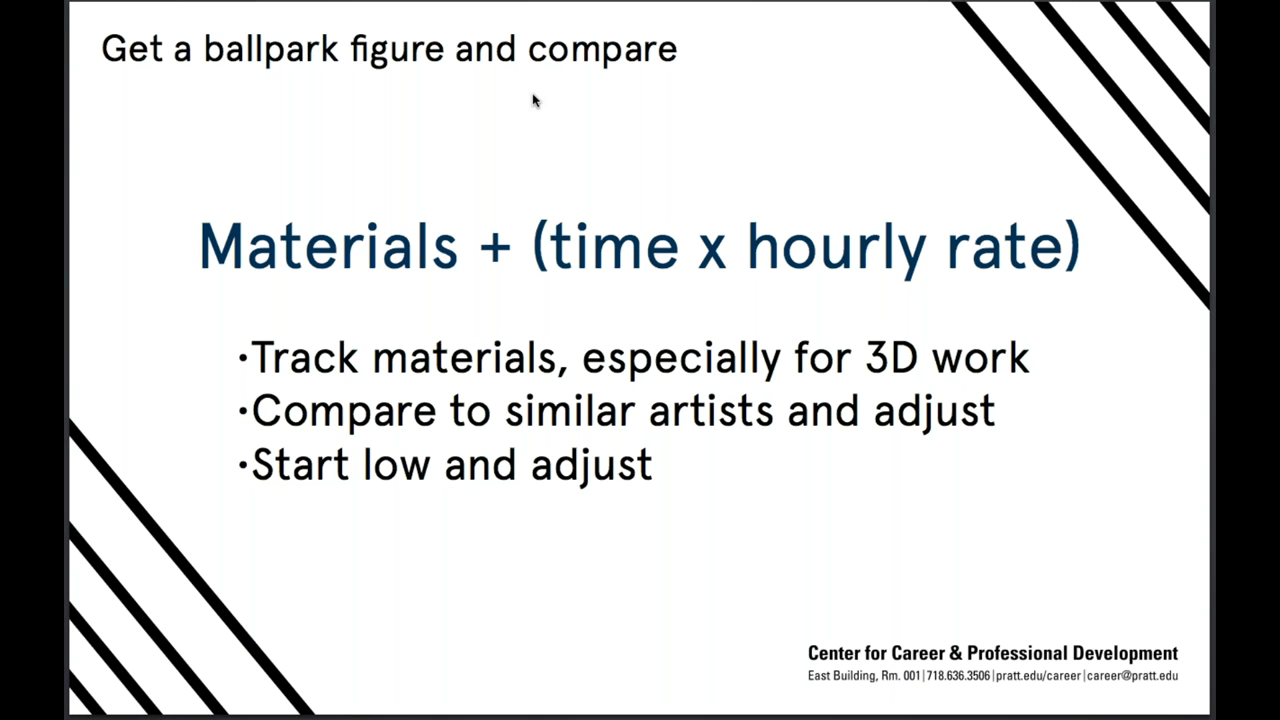 Get a ballpark figure and compare
Materials + (time x hourly rate)
•Track materials, especially for 3D work
•Compare to similar artists and adjust
•Start low and adjust
Center for Career & Professional Development
East Building, Rm. 001|718.636.3506|pratt.edu/career|career@pratt.edu